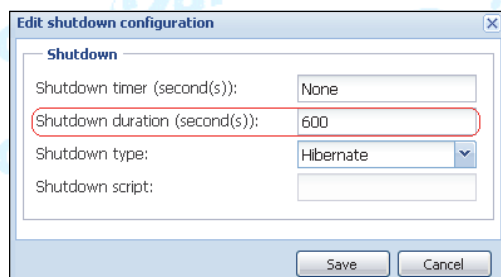 Edit shutdown configuration
Shutdown
Shutdown timer (second(s)): None
Shutdown duration (second(s)): 600
Shutdown type: Hibernate
Shutdown script:
Save Cancel